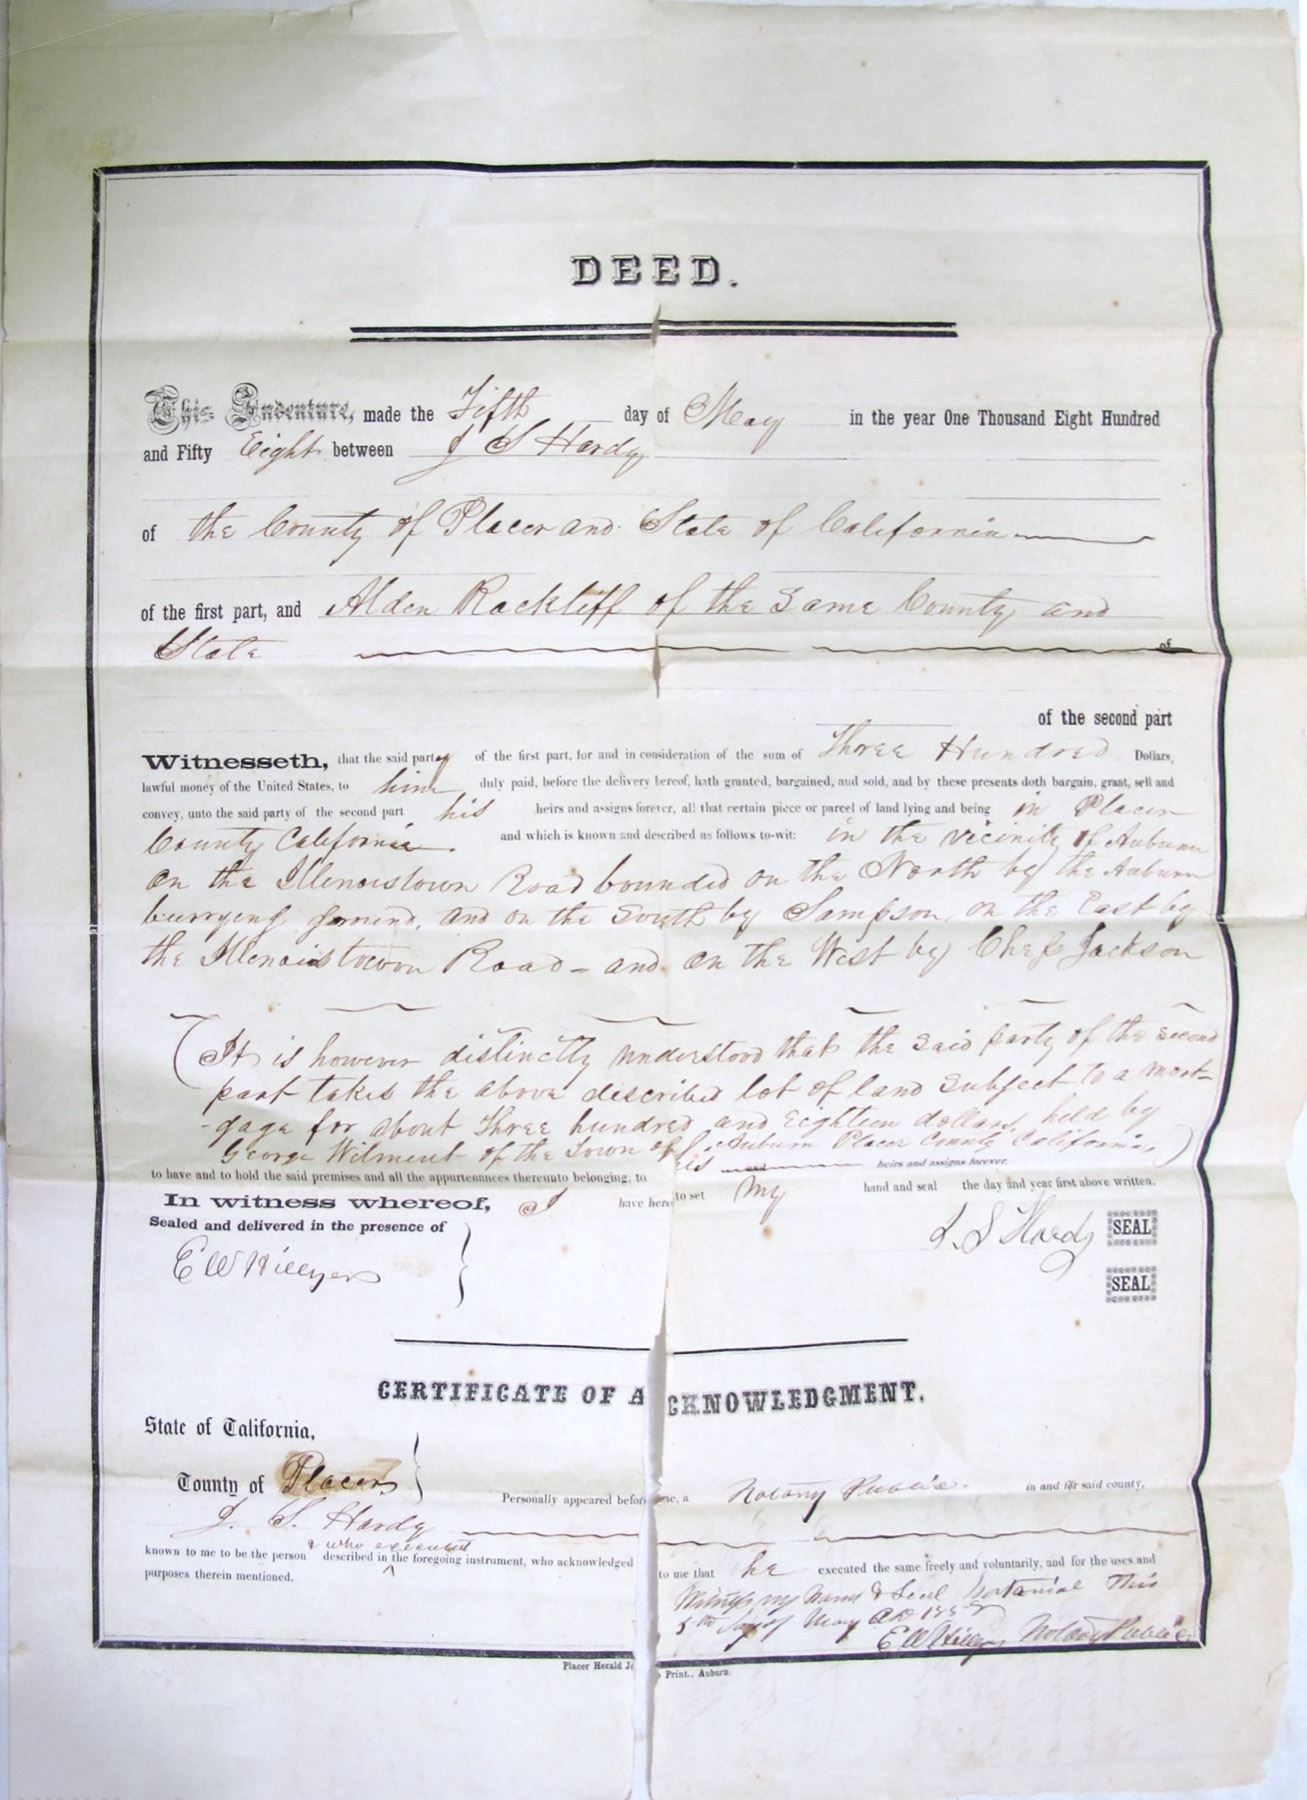 DEED.
This Indenture, made the Fifth day of May in the year One Thousand Eight Hundred
and Fifty Eight between J S Hardy
of the County of Placer and State of California
of the first part, and Alden Rackliff of the Same County and
State of
of the second part
Witnesseth, that the said party of the first part, for and in consideration of the sum of Three Hundred Dollars,
lawful money of the United States, to him duly paid, before the delivery hereof, hath granted, bargained, and sold, and by these presents doth bargain, grant, sell and
convey, unto the said party of the second part his heirs and assigns forever, all that certain piece or parcel of land lying and being in Placer
County California. and which is known and described as follows to-wit: in the vicinity of Auburn
on the Illenoistown Road bounded on the North by the Auburn
burrying ground, and on the South by Sampson, on the East by
the Illenoistown Road - and on the West by Jackson
(It is however distinctly understood that the said party of the second
part takes the above described lot of land subject to a mort-
-gage for about Three hundred and Eighteen dollars, held by
George Wilment of the Town of Auburn Placer County California)
to have and to hold the said premises and all the appurtenances thereunto belonging, to his and heirs and assigns forever.
In witness whereof, I have hereto set my hand and seal the day and year first above written.
Sealed and delivered in the presence of
J. S Hardy SEAL
E W Hillyer
SEAL
CERTIFICATE OF ACKNOWLEDGMENT.
State of California,
County of Placer
Personally appeared before me, a Notary Public. in and for said county,
J. S. Hardy
& who executed
known to me to be the person described in the foregoing instrument, who acknowledged to me that he executed the same freely and voluntarily, and for the uses and
purposes therein mentioned.
Witness my hand & Seal Notarial This
5th day of May AD 185
E W Hillyer Notary Public
Placer Herald Job Print., Auburn.